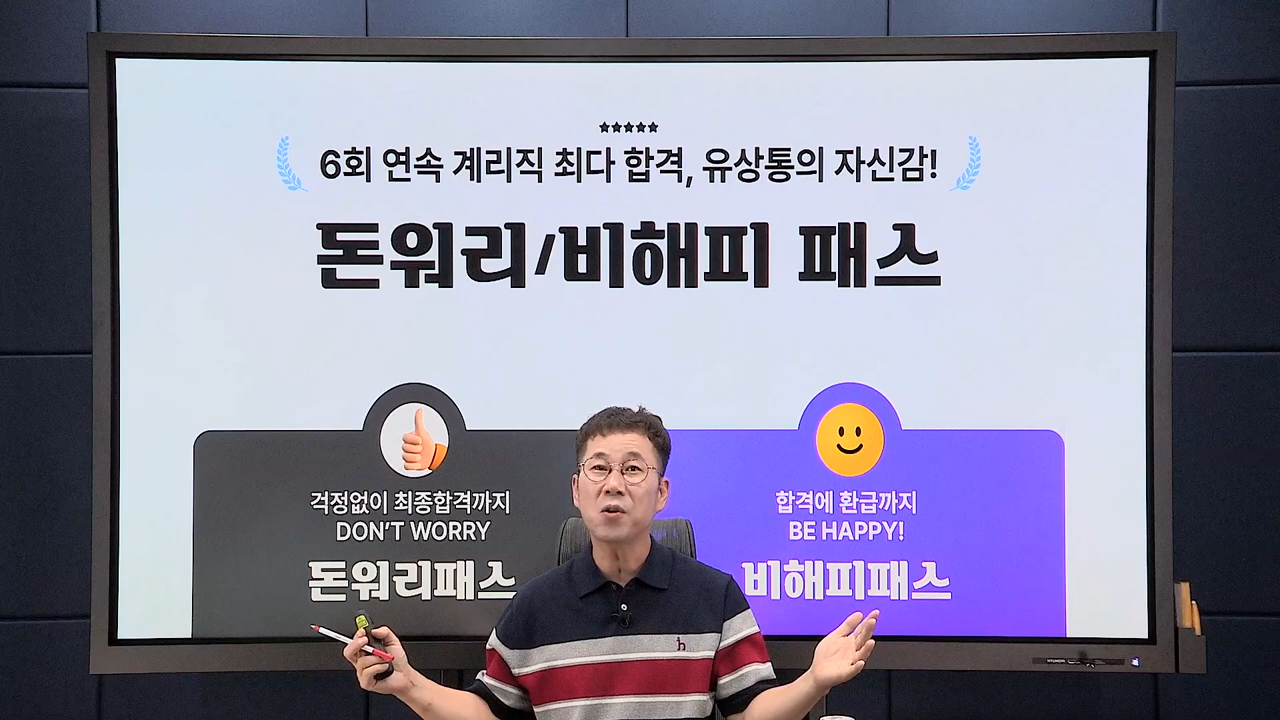 6회 연속 계리직 최다 합격, 유상통의 자신감!
돈워리/비해피 패스
걱정없이 최종합격까지
DON'T WORRY
돈워리패스
합격에 환급까지
BE HAPPY!
비해피패스
HYUNDAI